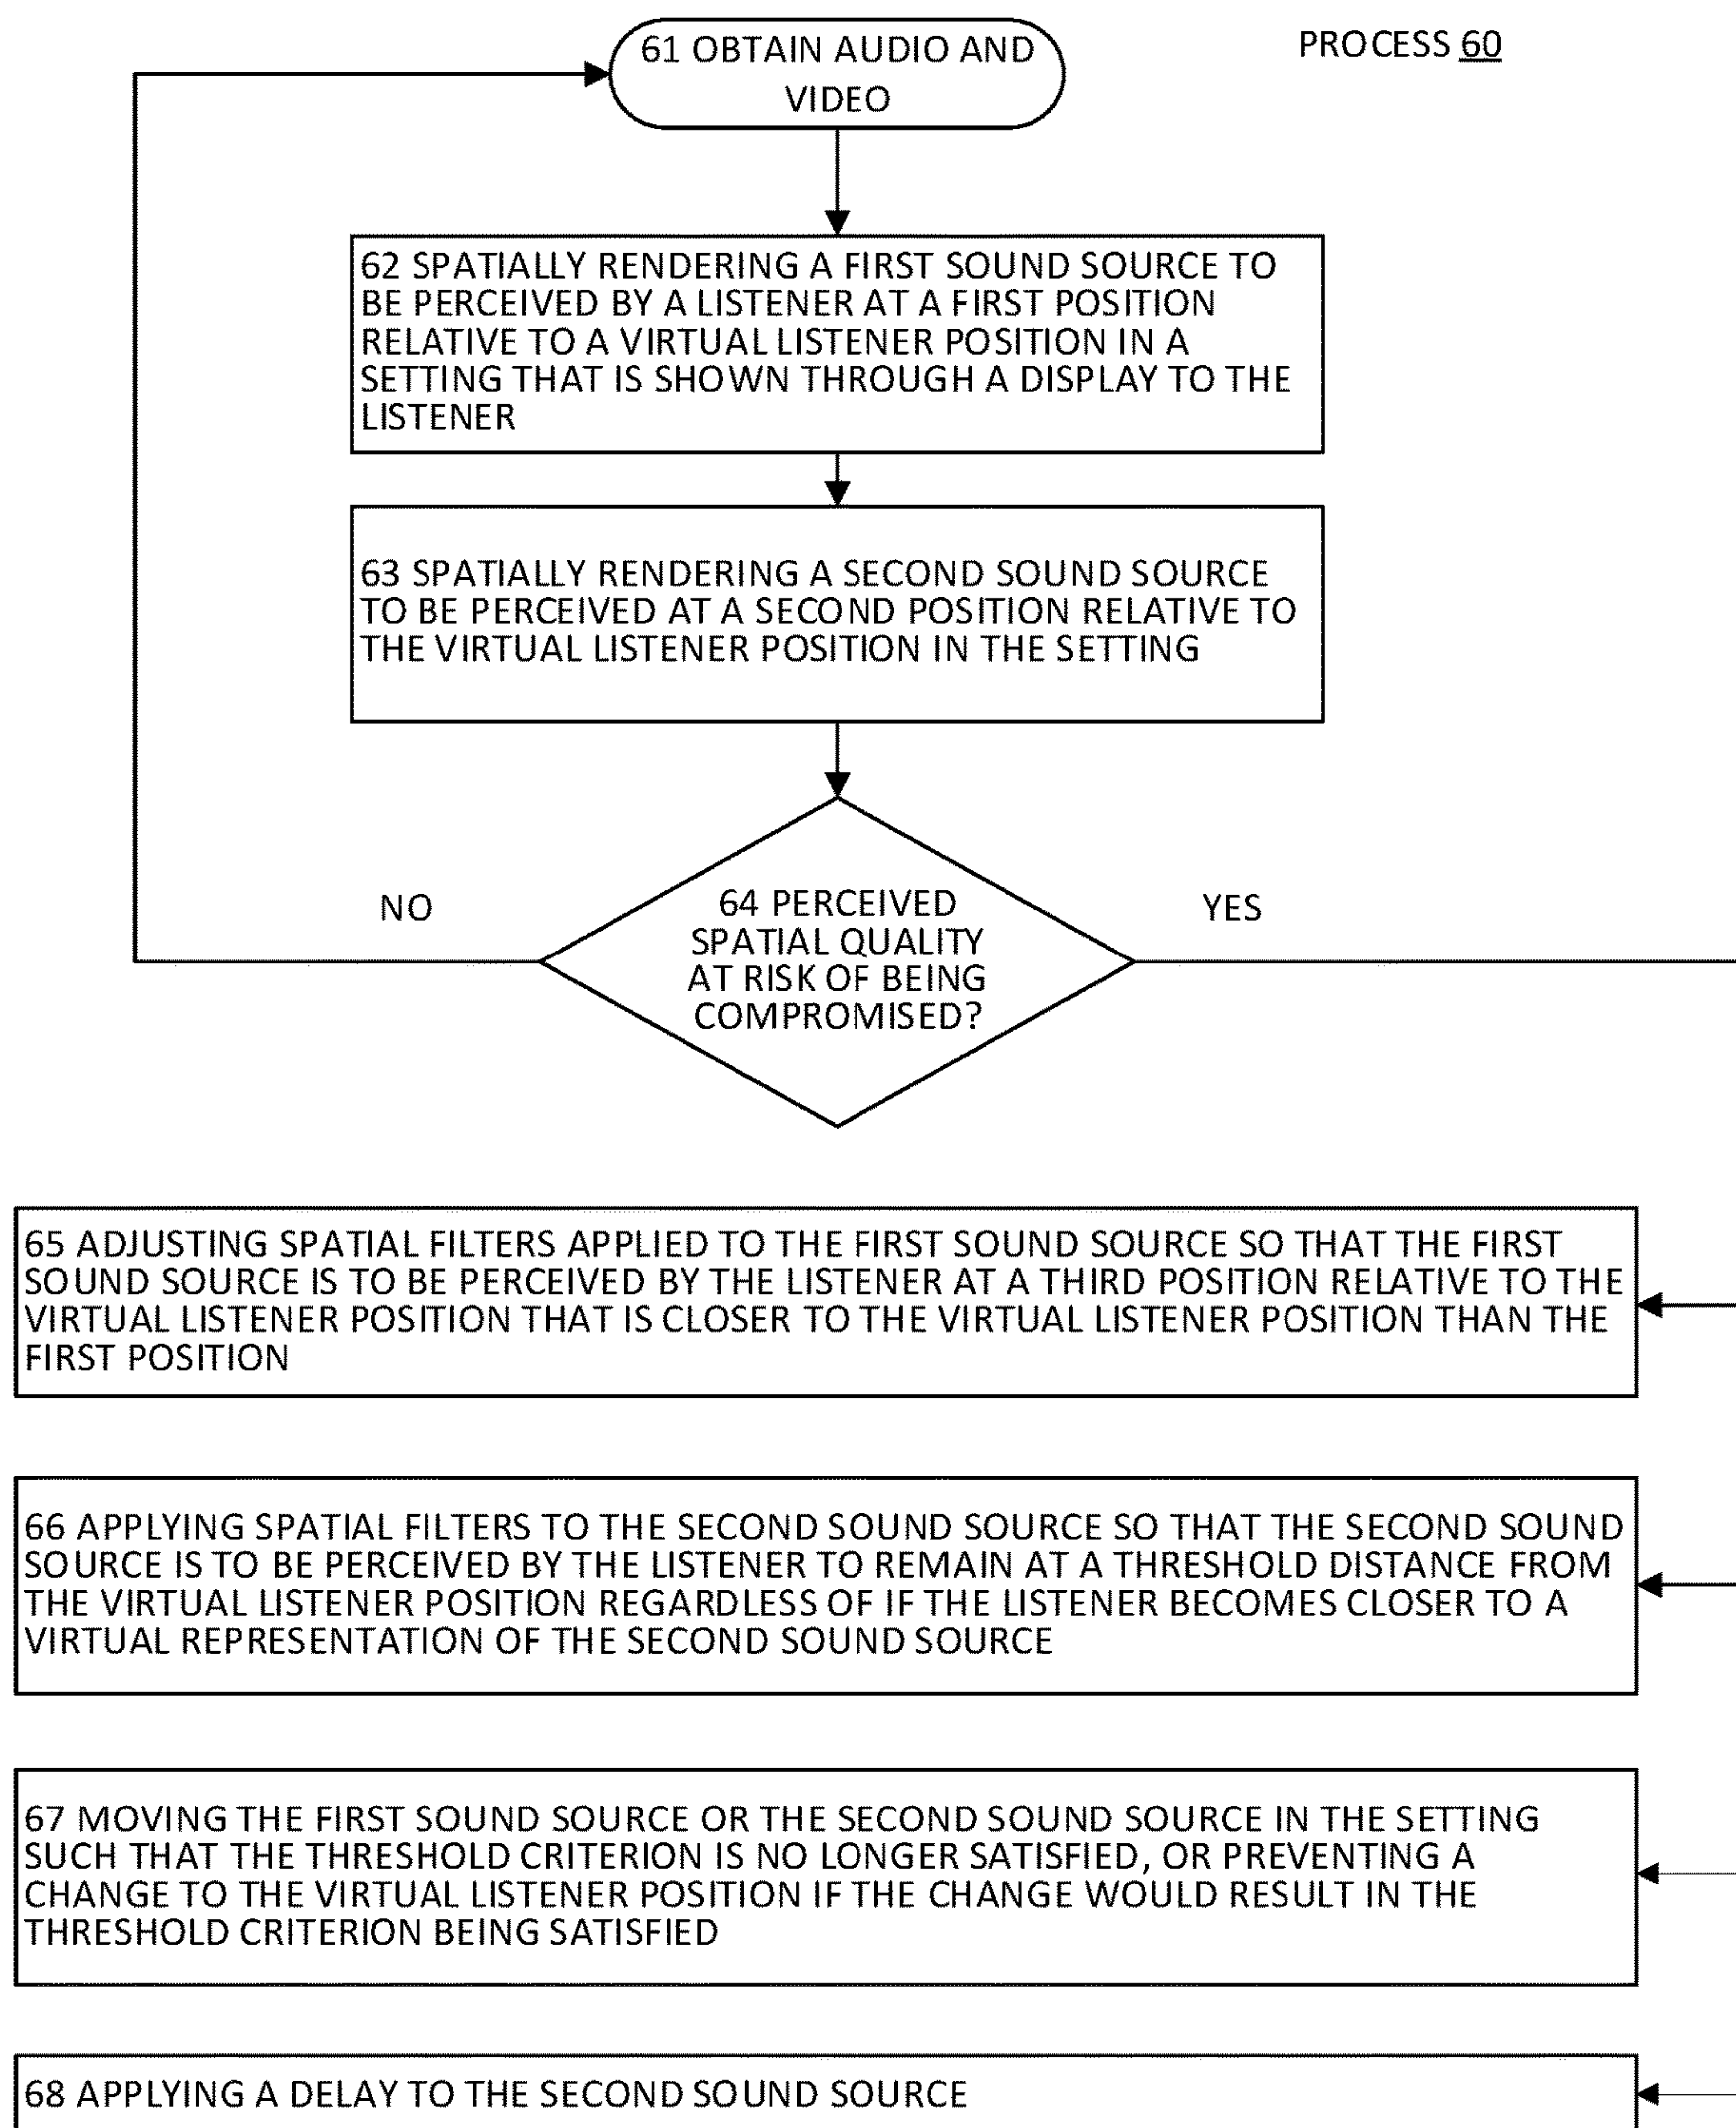 61 OBTAIN AUDIO AND
VIDEO
PROCESS 60
62 SPATIALLY RENDERING A FIRST SOUND SOURCE TO
BE PERCEIVED BY A LISTENER AT A FIRST POSITION
RELATIVE TO A VIRTUAL LISTENER POSITION IN A
SETTING THAT IS SHOWN THROUGH A DISPLAY TO THE
LISTENER
63 SPATIALLY RENDERING A SECOND SOUND SOURCE
TO BE PERCEIVED AT A SECOND POSITION RELATIVE TO
THE VIRTUAL LISTENER POSITION IN THE SETTING
NO
64 PERCEIVED
SPATIAL QUALITY
AT RISK OF BEING
COMPROMISED?
YES
65 ADJUSTING SPATIAL FILTERS APPLIED TO THE FIRST SOUND SOURCE SO THAT THE FIRST
SOUND SOURCE IS TO BE PERCEIVED BY THE LISTENER AT A THIRD POSITION RELATIVE TO THE
VIRTUAL LISTENER POSITION THAT IS CLOSER TO THE VIRTUAL LISTENER POSITION THAN THE
FIRST POSITION
66 APPLYING SPATIAL FILTERS TO THE SECOND SOUND SOURCE SO THAT THE SECOND SOUND
SOURCE IS TO BE PERCEIVED BY THE LISTENER TO REMAIN AT A THRESHOLD DISTANCE FROM
THE VIRTUAL LISTENER POSITION REGARDLESS OF IF THE LISTENER BECOMES CLOSER TO A
VIRTUAL REPRESENTATION OF THE SECOND SOUND SOURCE
67 MOVING THE FIRST SOUND SOURCE OR THE SECOND SOUND SOURCE IN THE SETTING
SUCH THAT THE THRESHOLD CRITERION IS NO LONGER SATISFIED, OR PREVENTING A
CHANGE TO THE VIRTUAL LISTENER POSITION IF THE CHANGE WOULD RESULT IN THE
THRESHOLD CRITERION BEING SATISFIED
68 APPLYING A DELAY TO THE SECOND SOUND SOURCE